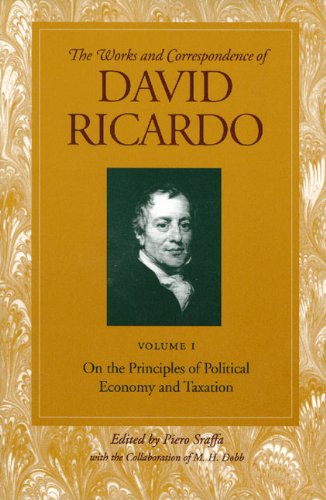 The Works and Correspondence of
DAVID
RICARDO
VOLUME I
On the Principles of Political
Economy and Taxation
Edited by Piero Sraffa
with the Collaboration of M. H. Dobb